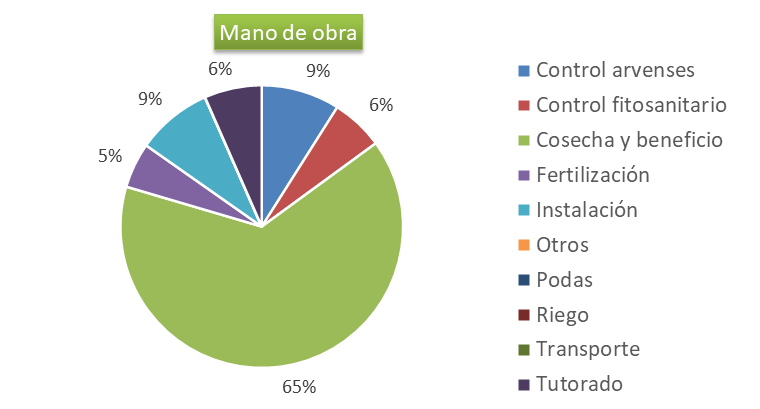 Mano de obra
6%
9%
9%
6%
5%
65%
Control arvenses
Control fitosanitario
Cosecha y beneficio
Fertilización
Instalación
Otros
Podas
Riego
Transporte
Tutorado